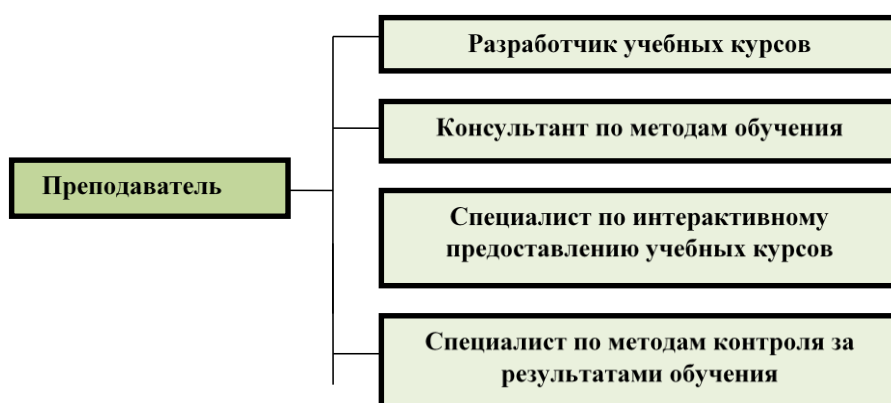 Разработчик учебных курсов
Консультант по методам обучения
Преподаватель
Специалист по интерактивному
предоставлению учебных курсов
Специалист по методам контроля за
результатами обучения